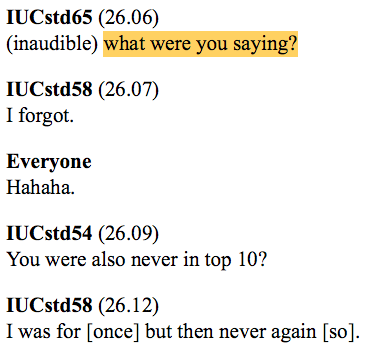 IUCstd65 (26.06)
(inaudible) what were you saying?
IUCstd58 (26.07)
I forgot.
Everyone
Hahaha.
IUCstd54 (26.09)
You were also never in top 10?
IUCstd58 (26.12)
I was for [once] but then never again [so].